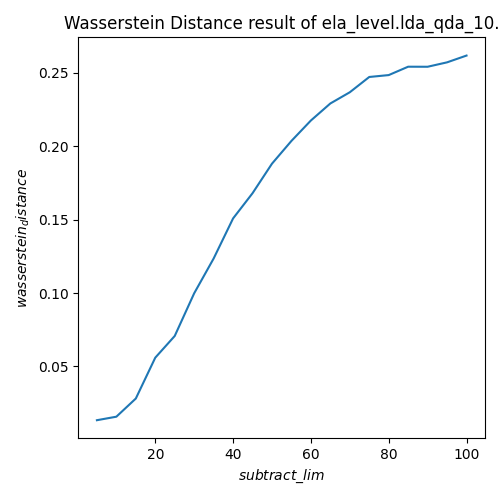 Wasserstein Distance result of ela_level.lda_qda_10.
0.25
0.20
0.15
0.10
0.05
wasserstein_distance
20 40 60 80 100
subtract_lim